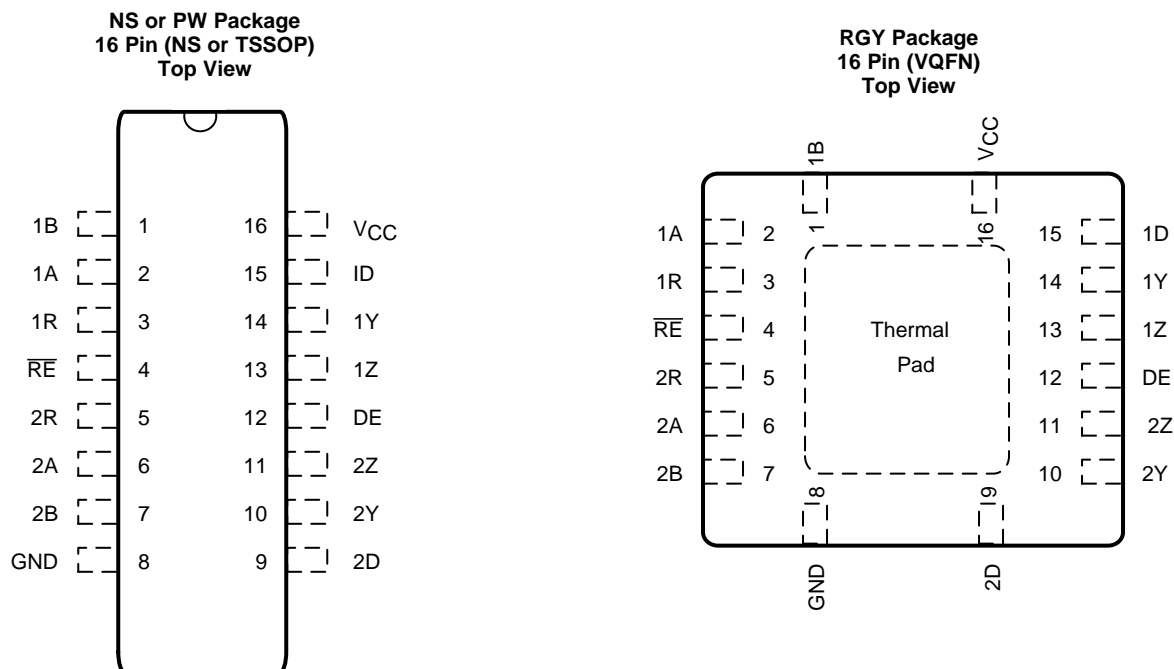 NS or PW Package
16 Pin (NS or TSSOP)
Top View
1B 1 16 VCC
1A 2 15 ID
1R 3 14 1Y
RE 4 13 1Z
2R 5 12 DE
2A 6 11 2Z
2B 7 10 2Y
GND 8 9 2D
RGY Package
16 Pin (VQFN)
Top View
1B VCC
1 16
1A 2 15 1D
1R 3 14 1Y
RE 4 13 1Z
2R 5 12 DE
2A 6 11 2Z
2B 7 10 2Y
Thermal
Pad
8 9
GND 2D